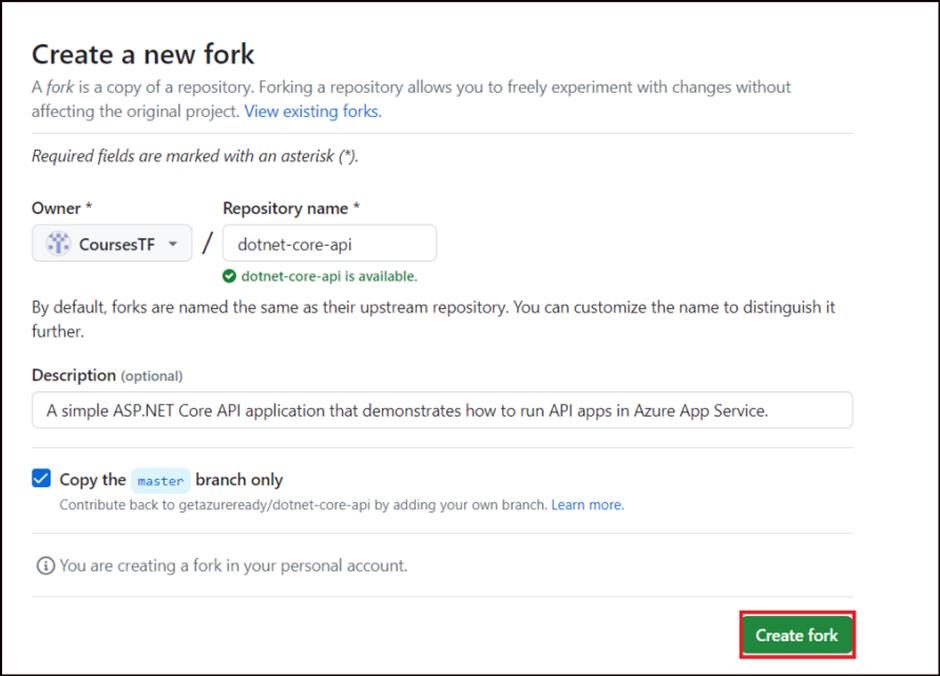 Create a new fork
A fork is a copy of a repository. Forking a repository allows you to freely experiment with changes without
affecting the original project. View existing forks.
Required fields are marked with an asterisk (*).
Owner * Repository name *
CoursesTF / dotnet-core-api
dotnet-core-api is available.
By default, forks are named the same as their upstream repository. You can customize the name to distinguish it
further.
Description (optional)
A simple ASP.NET Core API application that demonstrates how to run API apps in Azure App Service.
Copy the master branch only
Contribute back to getazureready/dotnet-core-api by adding your own branch. Learn more.
You are creating a fork in your personal account.
Create fork